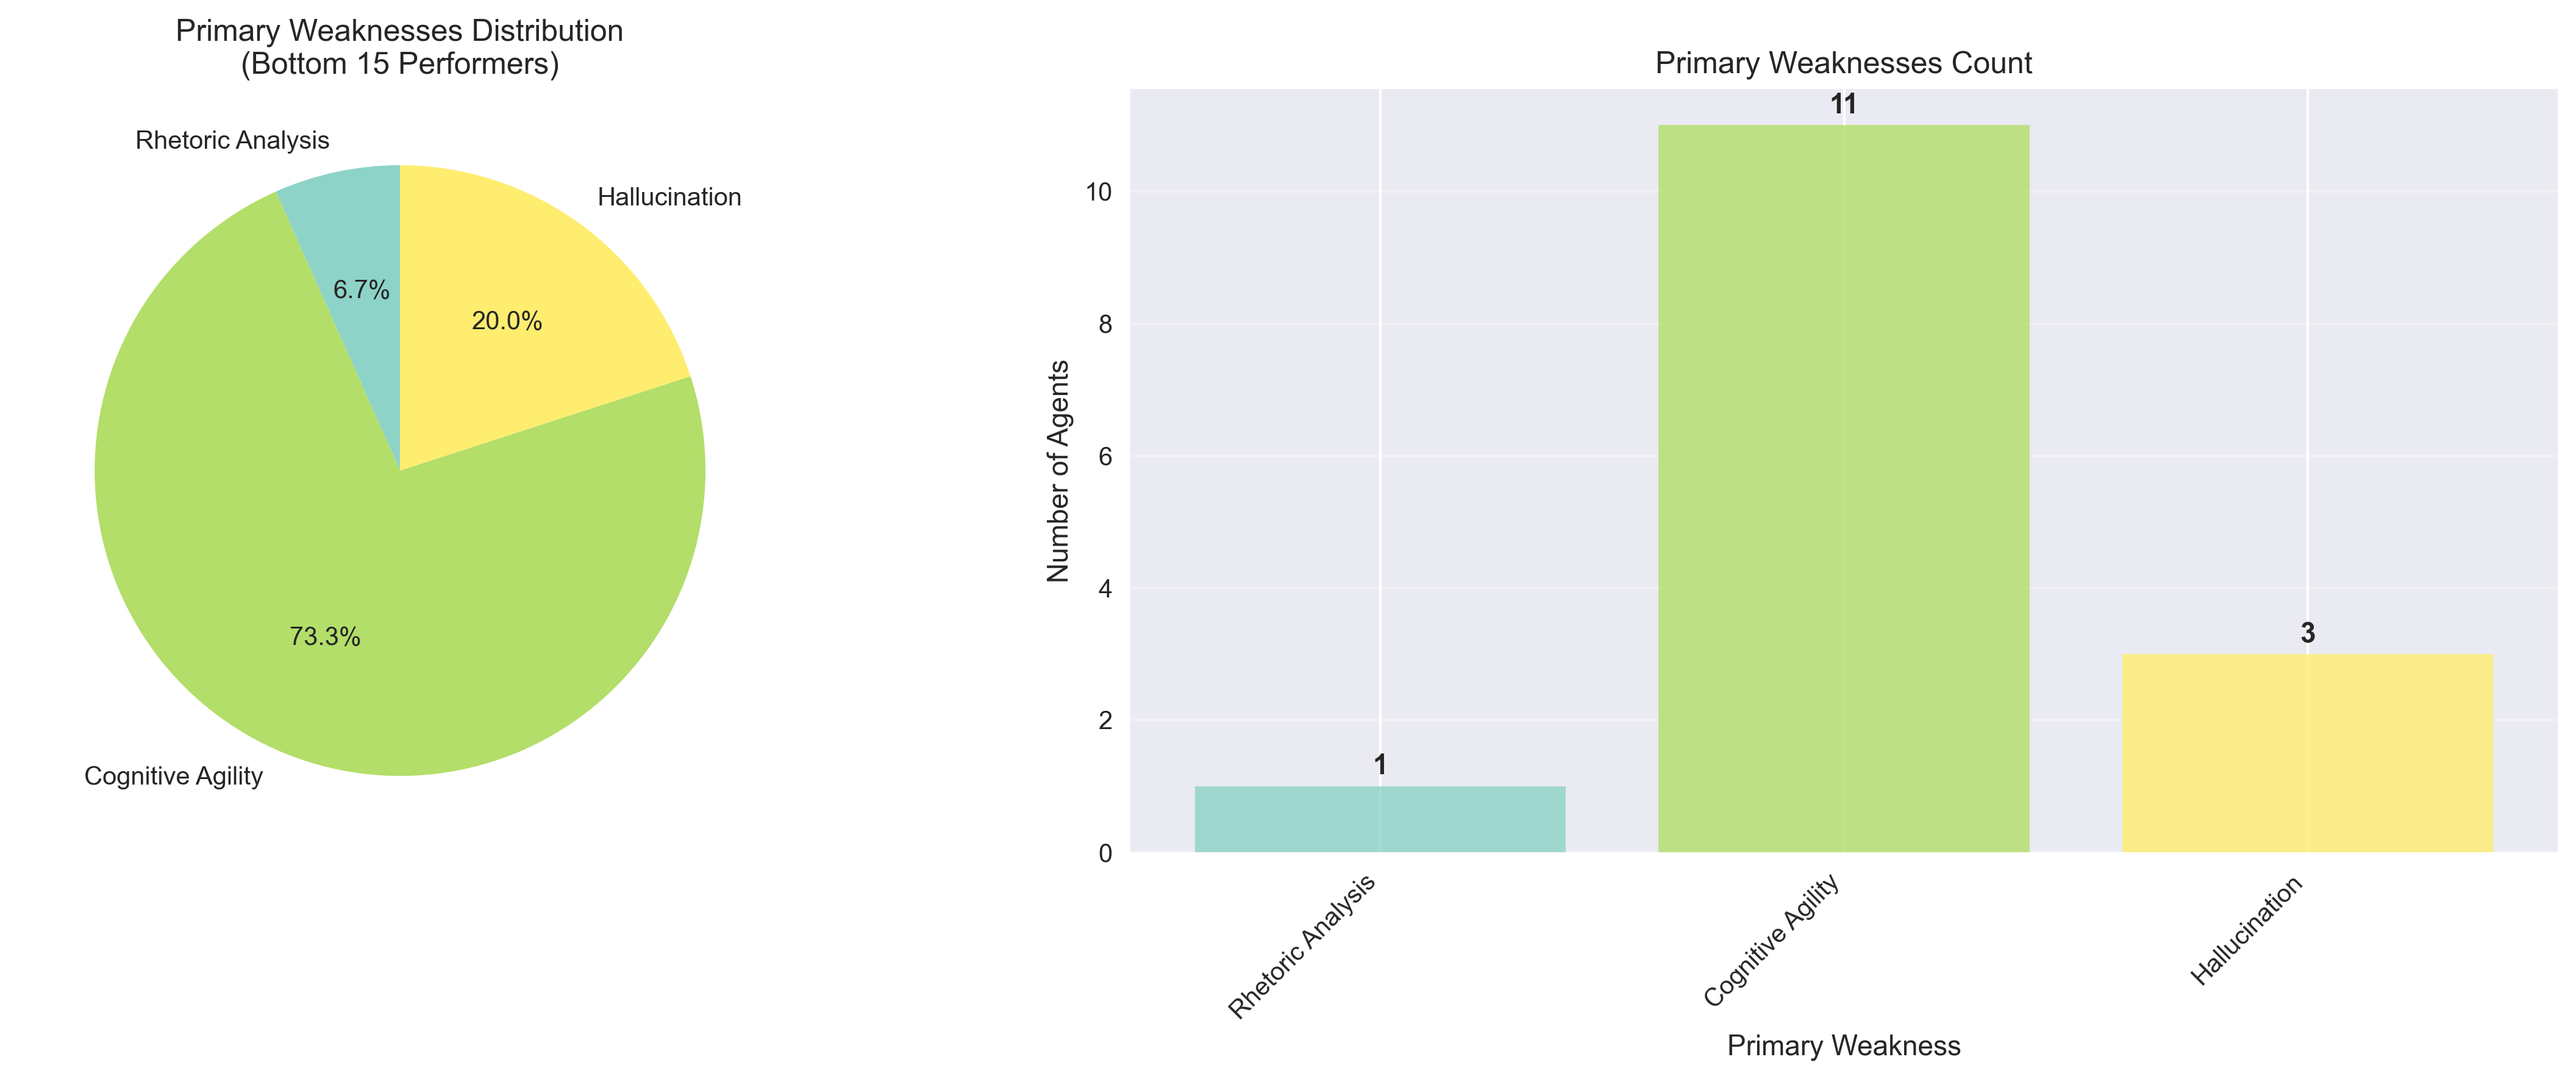 Primary Weaknesses Distribution
(Bottom 15 Performers)
Rhetoric Analysis
Hallucination
6.7%
20.0%
73.3%
Cognitive Agility
Primary Weaknesses Count
11
10
8
6
4
2
0
3
1
Number of Agents
Rhetoric Analysis
Cognitive Agility
Hallucination
Primary Weakness